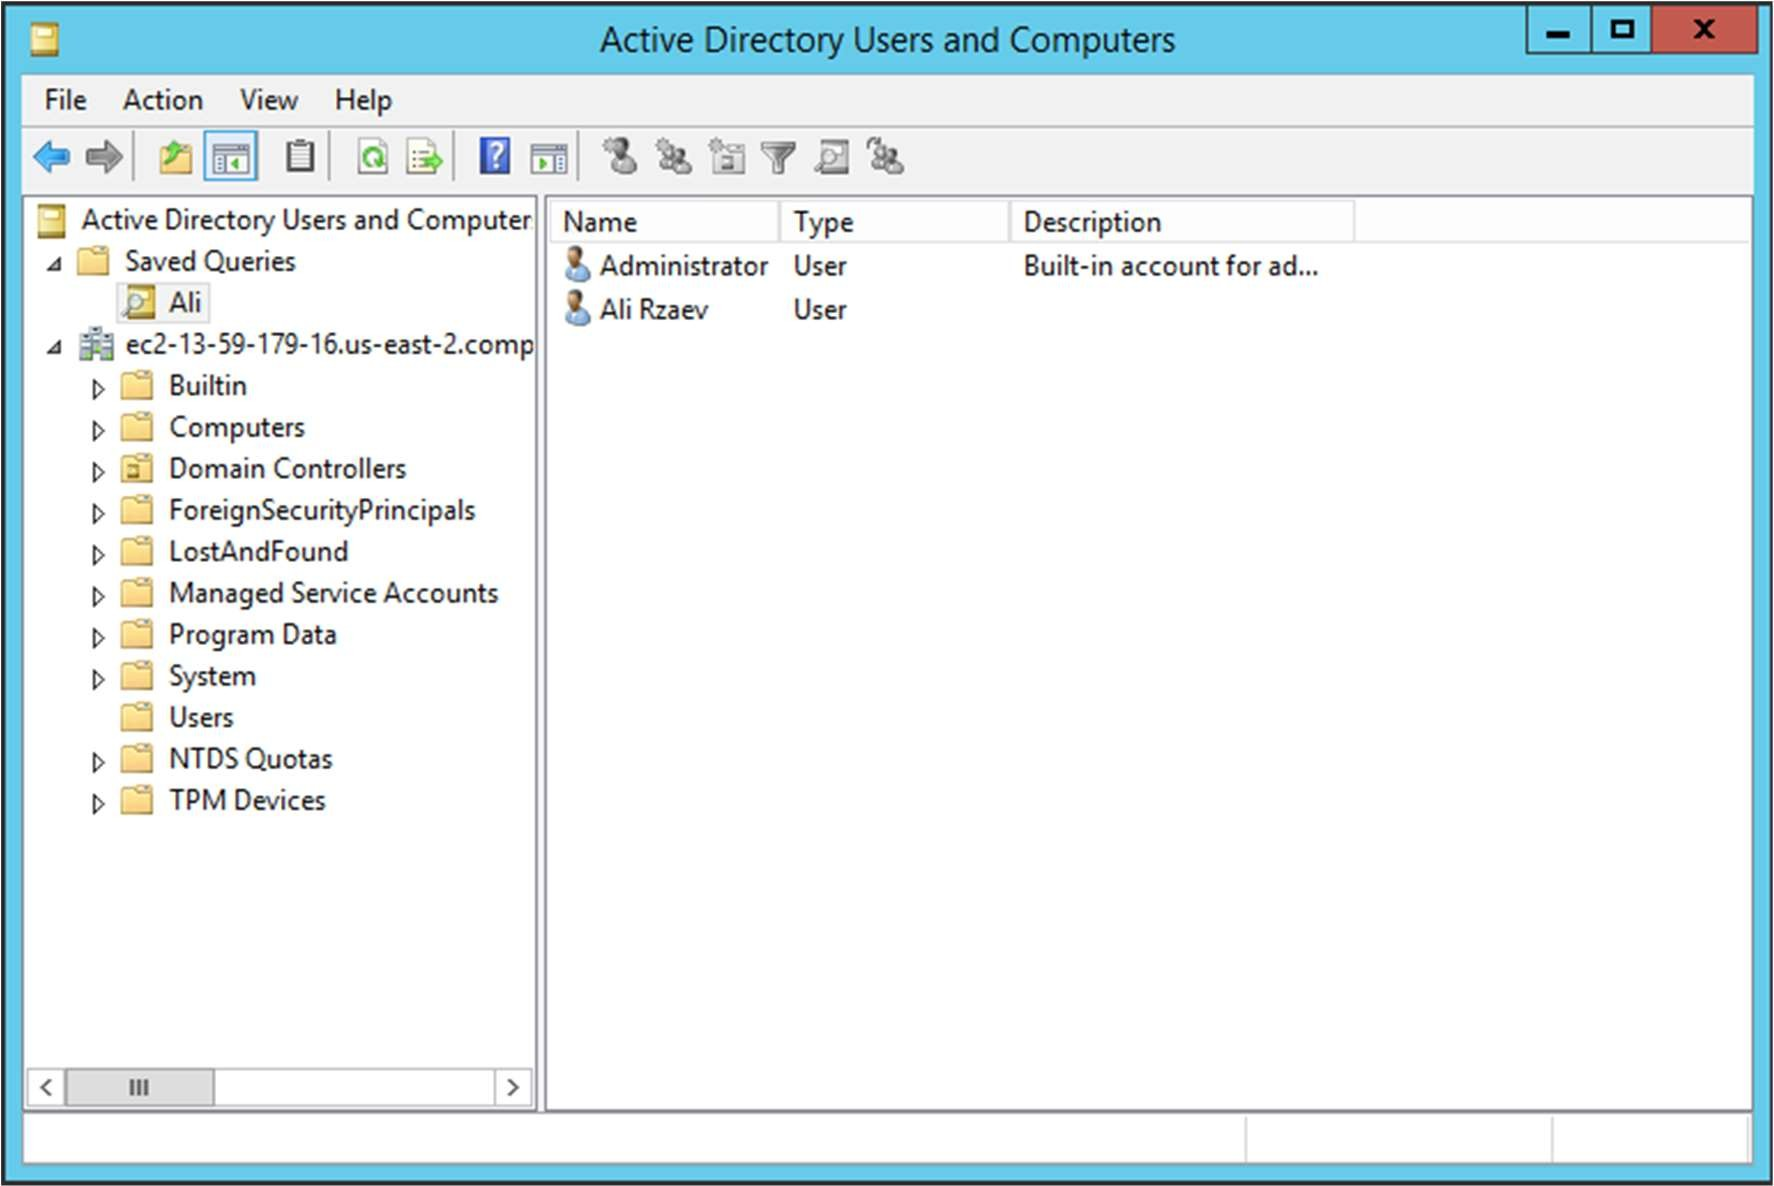 Active Directory Users and Computers
File Action View Help
Active Directory Users and Computer
Saved Queries
Ali
ec2-13-59-179-16.us-east-2.comp
Builtin
Computers
Domain Controllers
ForeignSecurityPrincipals
LostAndFound
Managed Service Accounts
Program Data
System
Users
NTDS Quotas
TPM Devices
Name Type Description
Administrator User Built-in account for ad...
Ali Rzaev User